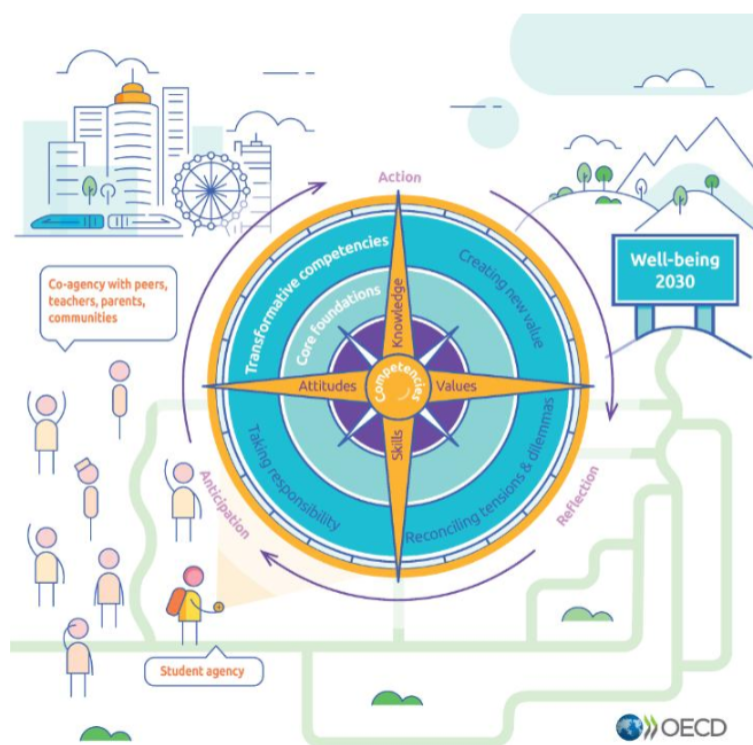 Action
Well-being
2030
Co-agency with peers,
teachers, parents,
communities
Transformative competencies
Core foundations
Creating new value
Knowledge
Attitudes
Competencies
Values
Skills
Taking responsibility
Reconciling tensions & dilemmas
Anticipation
Reflection
Student agency
OECD